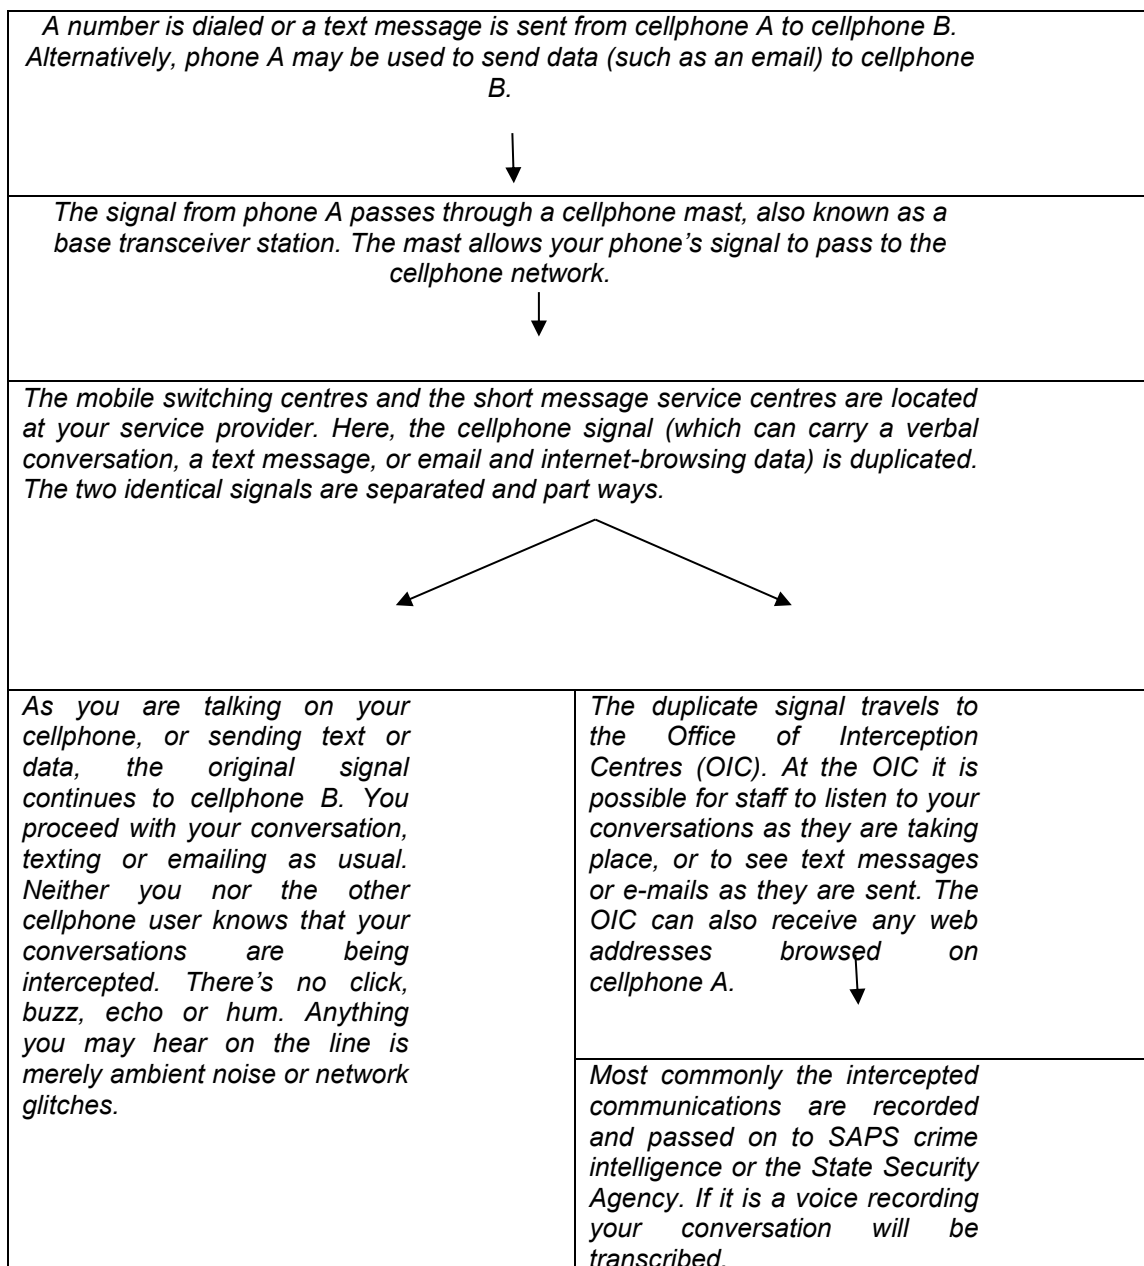 A number is dialed or a text message is sent from cellphone A to cellphone B.
Alternatively, phone A may be used to send data (such as an email) to cellphone
B.
The signal from phone A passes through a cellphone mast, also known as a
base transceiver station. The mast allows your phone’s signal to pass to the
cellphone network.
The mobile switching centres and the short message service centres are located
at your service provider. Here, the cellphone signal (which can carry a verbal
conversation, a text message, or email and internet-browsing data) is duplicated.
The two identical signals are separated and part ways.
As you are talking on your
cellphone, or sending text or
data, the original signal
continues to cellphone B. You
proceed with your conversation,
texting or emailing as usual.
Neither you nor the other
cellphone user knows that your
conversations are being
intercepted. There’s no click,
buzz, echo or hum. Anything
you may hear on the line is
merely ambient noise or network
glitches.
The duplicate signal travels to
the Office of Interception
Centres (OIC). At the OIC it is
possible for staff to listen to your
conversations as they are taking
place, or to see text messages
or e-mails as they are sent. The
OIC can also receive any web
addresses browsed on
cellphone A.
Most commonly the intercepted
communications are recorded
and passed on to SAPS crime
intelligence or the State Security
Agency. If it is a voice recording
your conversation will be
transcribed.